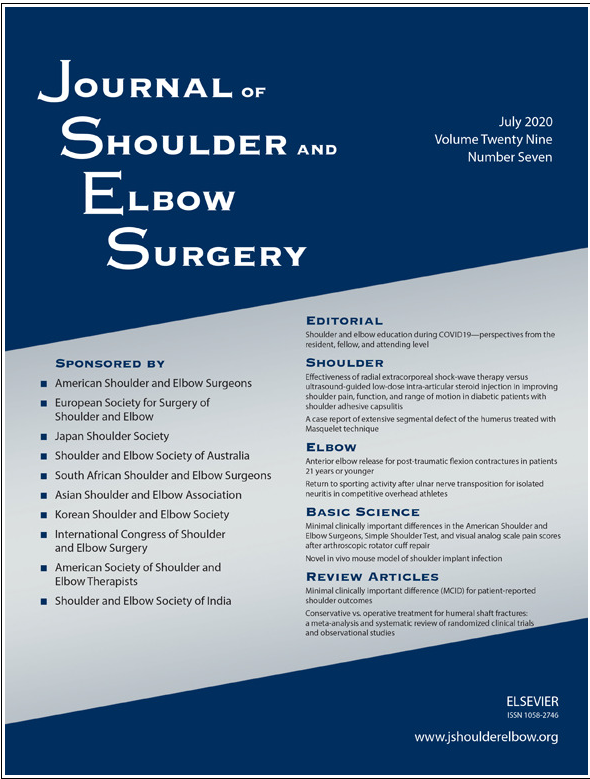 JOURNAL OF
SHOULDER AND
ELBOW
SURGERY
July 2020
Volume Twenty Nine
Number Seven
SPONSORED BY
■ American Shoulder and Elbow Surgeons
■ European Society for Surgery of
Shoulder and Elbow
■ Japan Shoulder Society
■ Shoulder and Elbow Society of Australia
■ South African Shoulder and Elbow Surgeons
■ Asian Shoulder and Elbow Association
■ Korean Shoulder and Elbow Society
■ International Congress of Shoulder
and Elbow Surgery
■ American Society of Shoulder and
Elbow Therapists
■ Shoulder and Elbow Society of India
EDITORIAL
Shoulder and elbow education during COVID19—perspectives from the
resident, fellow, and attending level
SHOULDER
Effectiveness of radial extracorporeal shock-wave therapy versus
ultrasound-guided low-dose intra-articular steroid injection in improving
shoulder pain, function, and range of motion in diabetic patients with
shoulder adhesive capsulitis
A case report of extensive segmental defect of the humerus treated with
Masquelet technique
ELBOW
Anterior elbow release for post-traumatic flexion contractures in patients
21 years or younger
Return to sporting activity after ulnar nerve transposition for isolated
neuritis in competitive overhead athletes
BASIC SCIENCE
Minimal clinically important differences in the American Shoulder and
Elbow Surgeons, Simple Shoulder Test, and visual analog scale pain scores
after arthroscopic rotator cuff repair
Novel in vivo mouse model of shoulder implant infection
REVIEW ARTICLES
Minimal clinically important difference (MCID) for patient-reported
shoulder outcomes
Conservative vs. operative treatment for humeral shaft fractures:
a meta-analysis and systematic review of randomized clinical trials
and observational studies
ELSEVIER
ISSN 1058-2746
www.jshoulderelbow.org